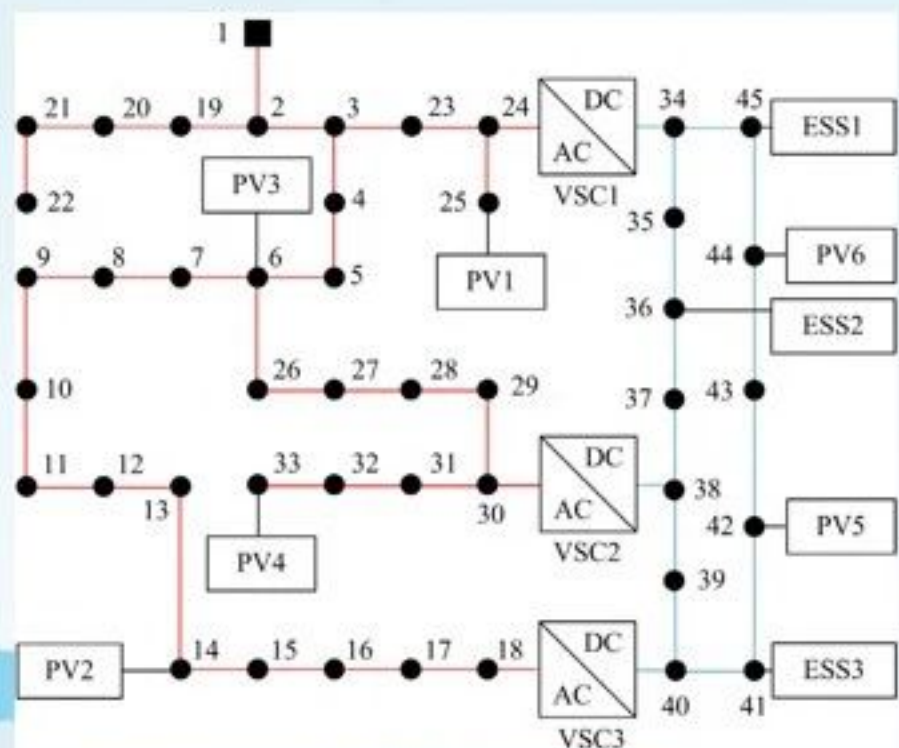 1
21 20 19 2 3 23 24 DC AC VSC1 34 45 ESS1
22 PV3 4 25 35
9 8 7 6 5 PV1 44 PV6
36 ESS2
10 26 27 28 29 37 43
11 12 13 33 32 31 30 DC AC VSC2 38
42 PV5
PV4 39
PV2 14 15 16 17 18 DC AC VSC3 40 41 ESS3